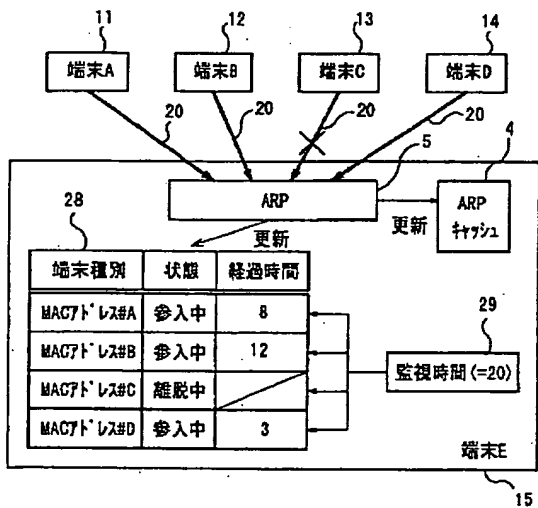 11
12
13
14
端末A
端末B
端末C
端末D
20
20
20
20
5
4
ARP
ARP
キャッシュ
更新
更新
28
端末種別 状態 経過時間
MACアドレス#A 参入中 8
MACアドレス#B 参入中 12
MACアドレス#C 離脱中
MACアドレス#D 参入中 3
29
監視時間(=20)
端末E
15